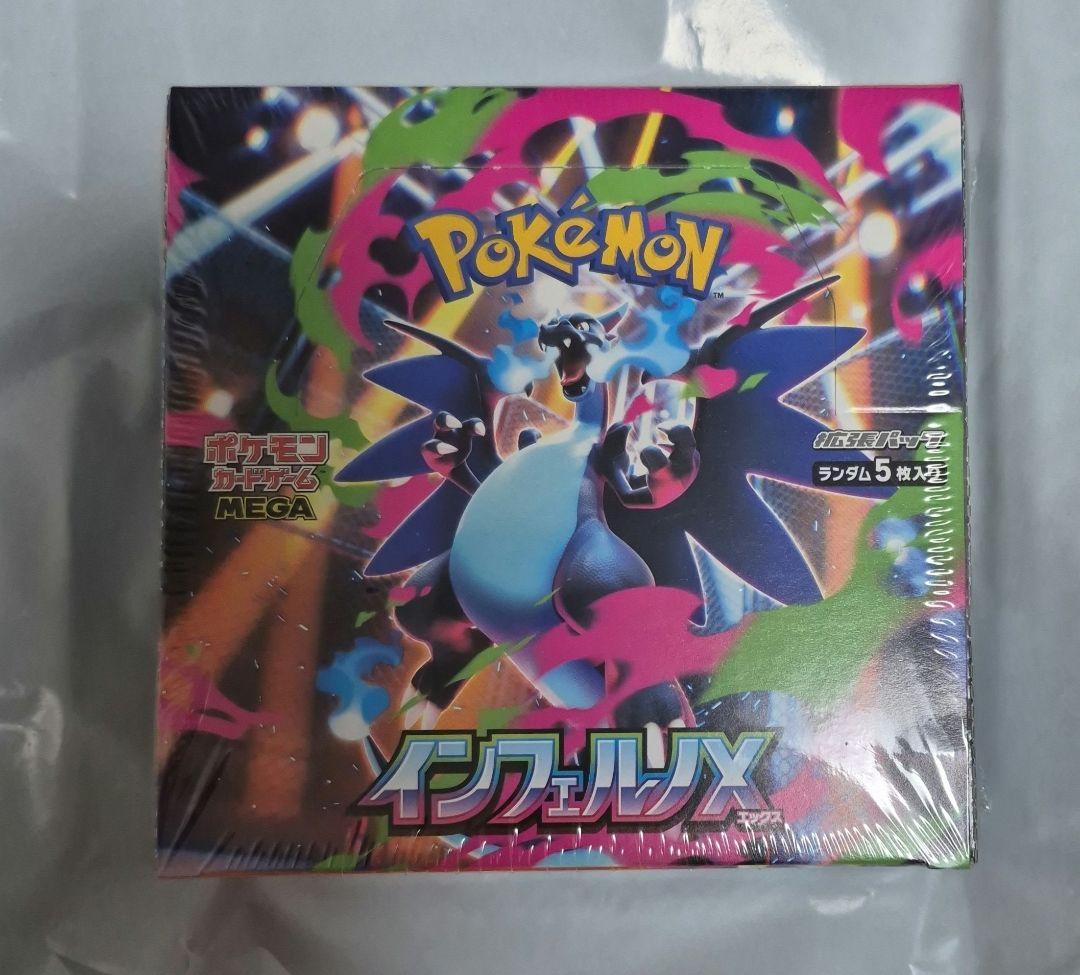 POKéMON
TM
ポケモン
カードゲーム
MEGA
拡張パック
ランダム5枚入り
インフェルノX
エックス